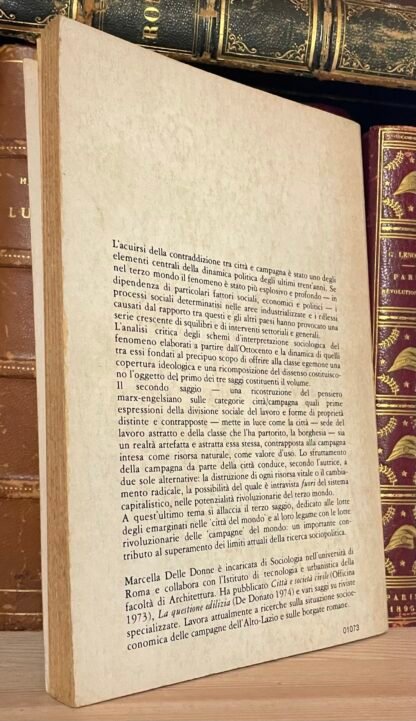 RO
H
LU
G. LENO
PAR
RÉVOLUTION
PARIS
1896
L'acuirsi della contraddizione tra città e campagna è stato uno degli
elementi centrali della dinamica politica degli ultimi trent'anni. Se
nel terzo mondo il fenomeno è stato più esplosivo e profondo — in
dipendenza di particolari fattori sociali, economici e politici — i
processi sociali determinatisi nelle aree industrializzate e i riflessi
causati dal rapporto tra questi e gli altri paesi hanno provocato una
serie crescente di squilibri e di interventi settoriali e generali.
L'analisi critica degli schemi d'interpretazione sociologica del
fenomeno elaborati a partire dall'Ottocento e la dinamica di quelli
tra essi fondati al precipuo scopo di offrire alla classe egemone una
copertura ideologica e una ricomposizione del dissenso costituisco-
no l'oggetto del primo dei tre saggi costituenti il volume.
Il secondo saggio — una ricostruzione del pensiero
marx-engelsiano sulle categorie città/campagna quali prime
espressioni della divisione sociale del lavoro e forme di proprietà
distinte e contrapposte — mette in luce come la città — sede del
lavoro astratto e della classe che l'ha partorito, la borghesia — sia
un realtà artefatta e astratta essa stessa, contrapposta alla campagna
intesa come risorsa naturale, come valore d'uso. Lo sfruttamento
della campagna da parte della città conduce, secondo l'autrice, a
due sole alternative: la distruzione di ogni risorsa vitale o il cambia-
mento radicale, la possibilità del quale è intravista fuori del sistema
capitalistico, nelle potenzialità rivoluzionarie del terzo mondo.
A quest'ultimo tema si allaccia il terzo saggio, dedicato alle lotte
degli emarginati nelle 'città del mondo' e al loro legame con le lotte
rivoluzionarie delle 'campagne' del mondo: un importante con-
tributo al superamento dei limiti attuali della ricerca sociopolitica.
Marcella Delle Donne è incaricata di Sociologia nell'università di
Roma e collabora con l'Istituto di tecnologia e urbanistica della
facoltà di Architettura. Ha pubblicato Città e società civile (Officina
1973), La questione edilizia (De Donato 1974) e vari saggi su riviste
specializzate. Lavora attualmente a ricerche sulla situazione socio-
economica delle campagne dell'Alto-Lazio e sulle borgate romane.
01073